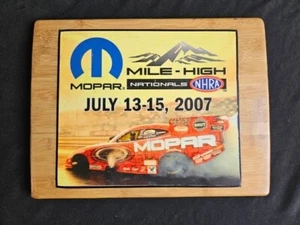 MILE-HIGH
MOPAR NATIONALS NHRA
JULY 13-15, 2007
MOPAR